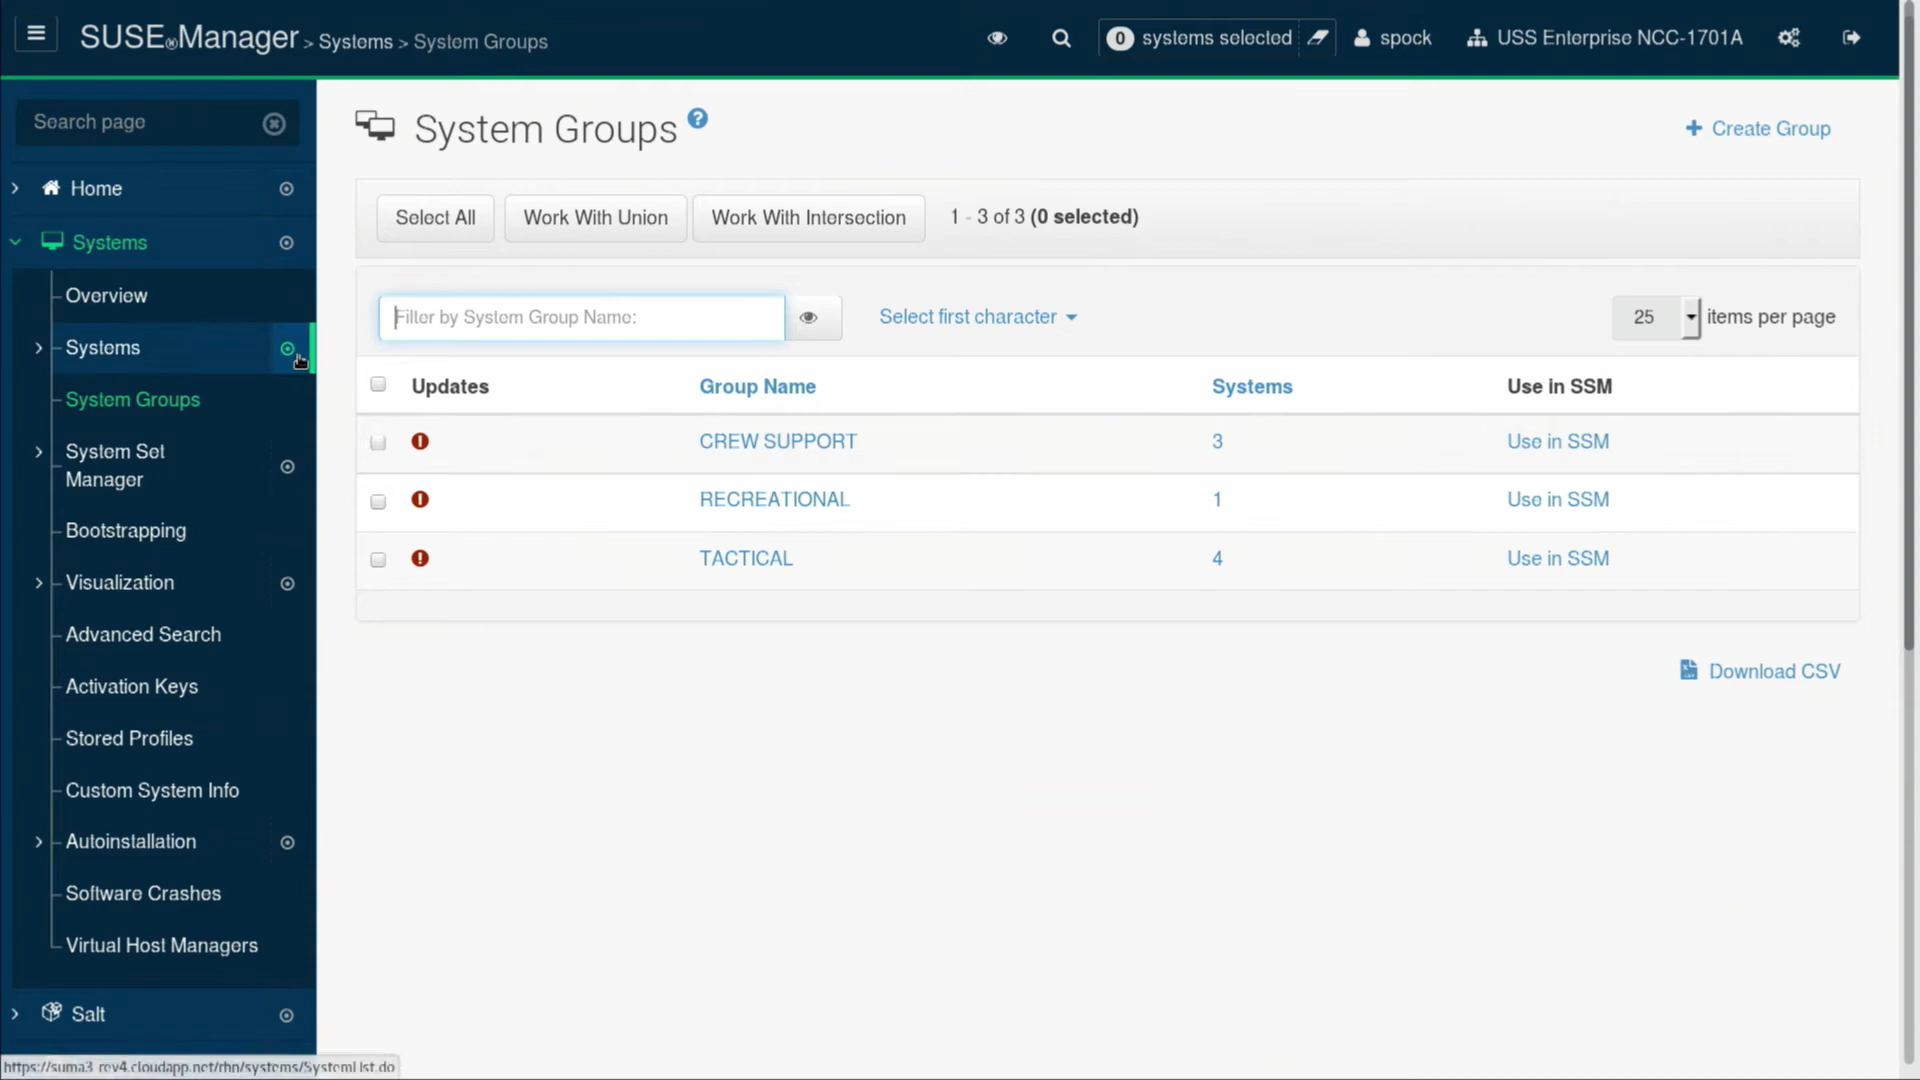 SUSE®Manager > Systems > System Groups
0 systems selected
spock
USS Enterprise NCC-1701A
Search page
Home
Systems
Overview
Systems
System Groups
System Set
Manager
Bootstrapping
Visualization
Advanced Search
Activation Keys
Stored Profiles
Custom System Info
Autoinstallation
Software Crashes
Virtual Host Managers
Salt
System Groups ?
+ Create Group
Select All
Work With Union
Work With Intersection
1 - 3 of 3 (0 selected)
Filter by System Group Name:
Select first character
25 items per page
Updates Group Name Systems Use in SSM
CREW SUPPORT 3 Use in SSM
RECREATIONAL 1 Use in SSM
TACTICAL 4 Use in SSM
Download CSV
https://suma3-rev4.cloudapp.net/rhn/systems/SystemList.do